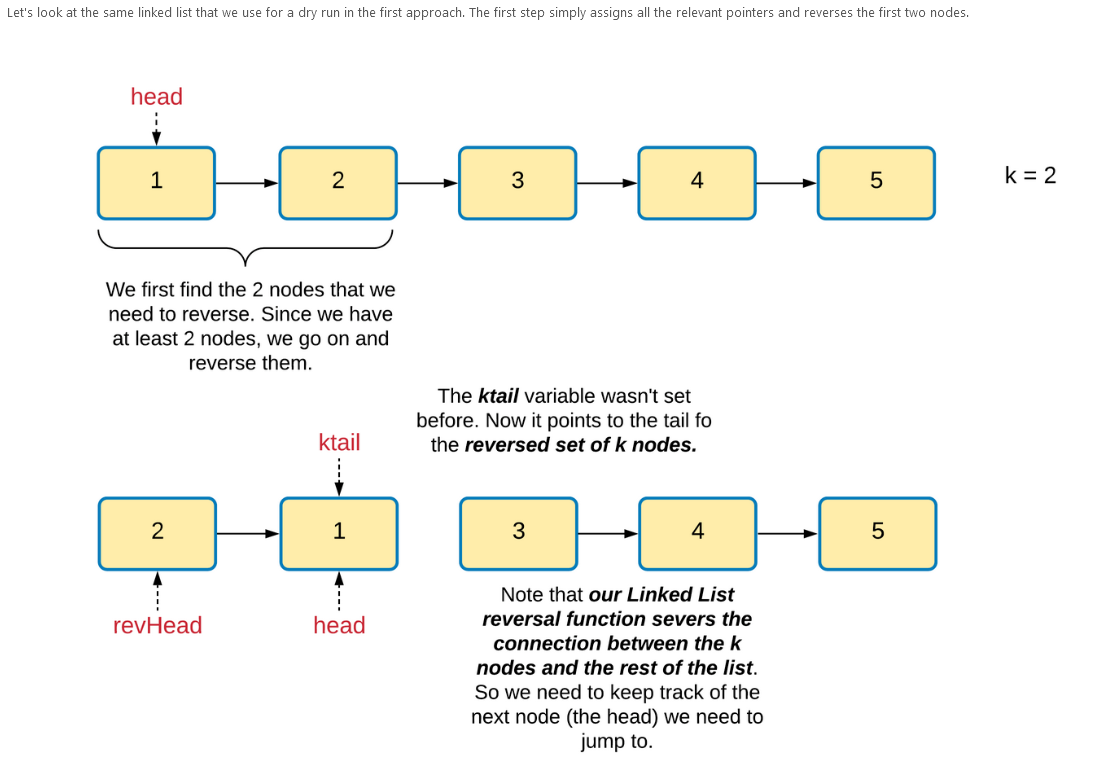 Let's look at the same linked list that we use for a dry run in the first approach. The first step simply assigns all the relevant pointers and reverses the first two nodes.
head
1
2
3
4
5
k = 2
We first find the 2 nodes that we
need to reverse. Since we have
at least 2 nodes, we go on and
reverse them.
The ktail variable wasn't set
before. Now it points to the tail fo
the reversed set of k nodes.
ktail
2
1
3
4
5
revHead
head
Note that our Linked List
reversal function severs the
connection between the k
nodes and the rest of the list.
So we need to keep track of the
next node (the head) we need to
jump to.